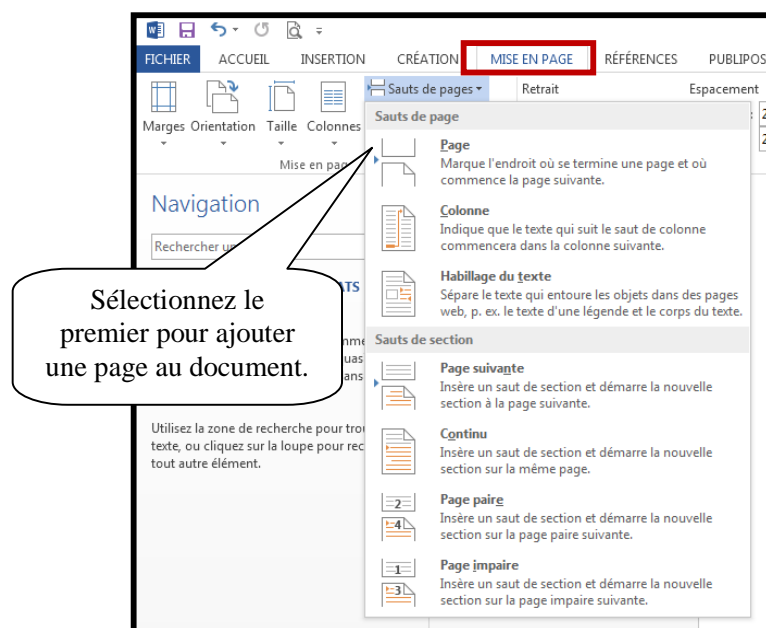 FICHIER ACCUEIL INSERTION CRÉATION MISE EN PAGE RÉFÉRENCES PUBLIPOS
Sauts de pages Retrait Espacement
Marges Orientation Taille Colonnes
Mise en pag
Sauts de page
Page
Marque l'endroit où se termine une page et où
commence la page suivante.
Colonne
Indique que le texte qui suit le saut de colonne
commencera dans la colonne suivante.
Habillage du texte
Sépare le texte qui entoure les objets dans des pages
web, p. ex. le texte d'une légende et le corps du texte.
Sauts de section
Page suivante
Insère un saut de section et démarre la nouvelle
section à la page suivante.
Continu
Insère un saut de section et démarre la nouvelle
section sur la même page.
Page paire
2
4
Insère un saut de section et démarre la nouvelle
section sur la page paire suivante.
Page impaire
1
3
Insère un saut de section et démarre la nouvelle
section sur la page impaire suivante.
Navigation
Rechercher
Sélectionnez le
premier pour ajouter
une page au document.
Utilisez la zone de recherche pour
texte, ou cliquez sur la loupe pour
tout autre élément.